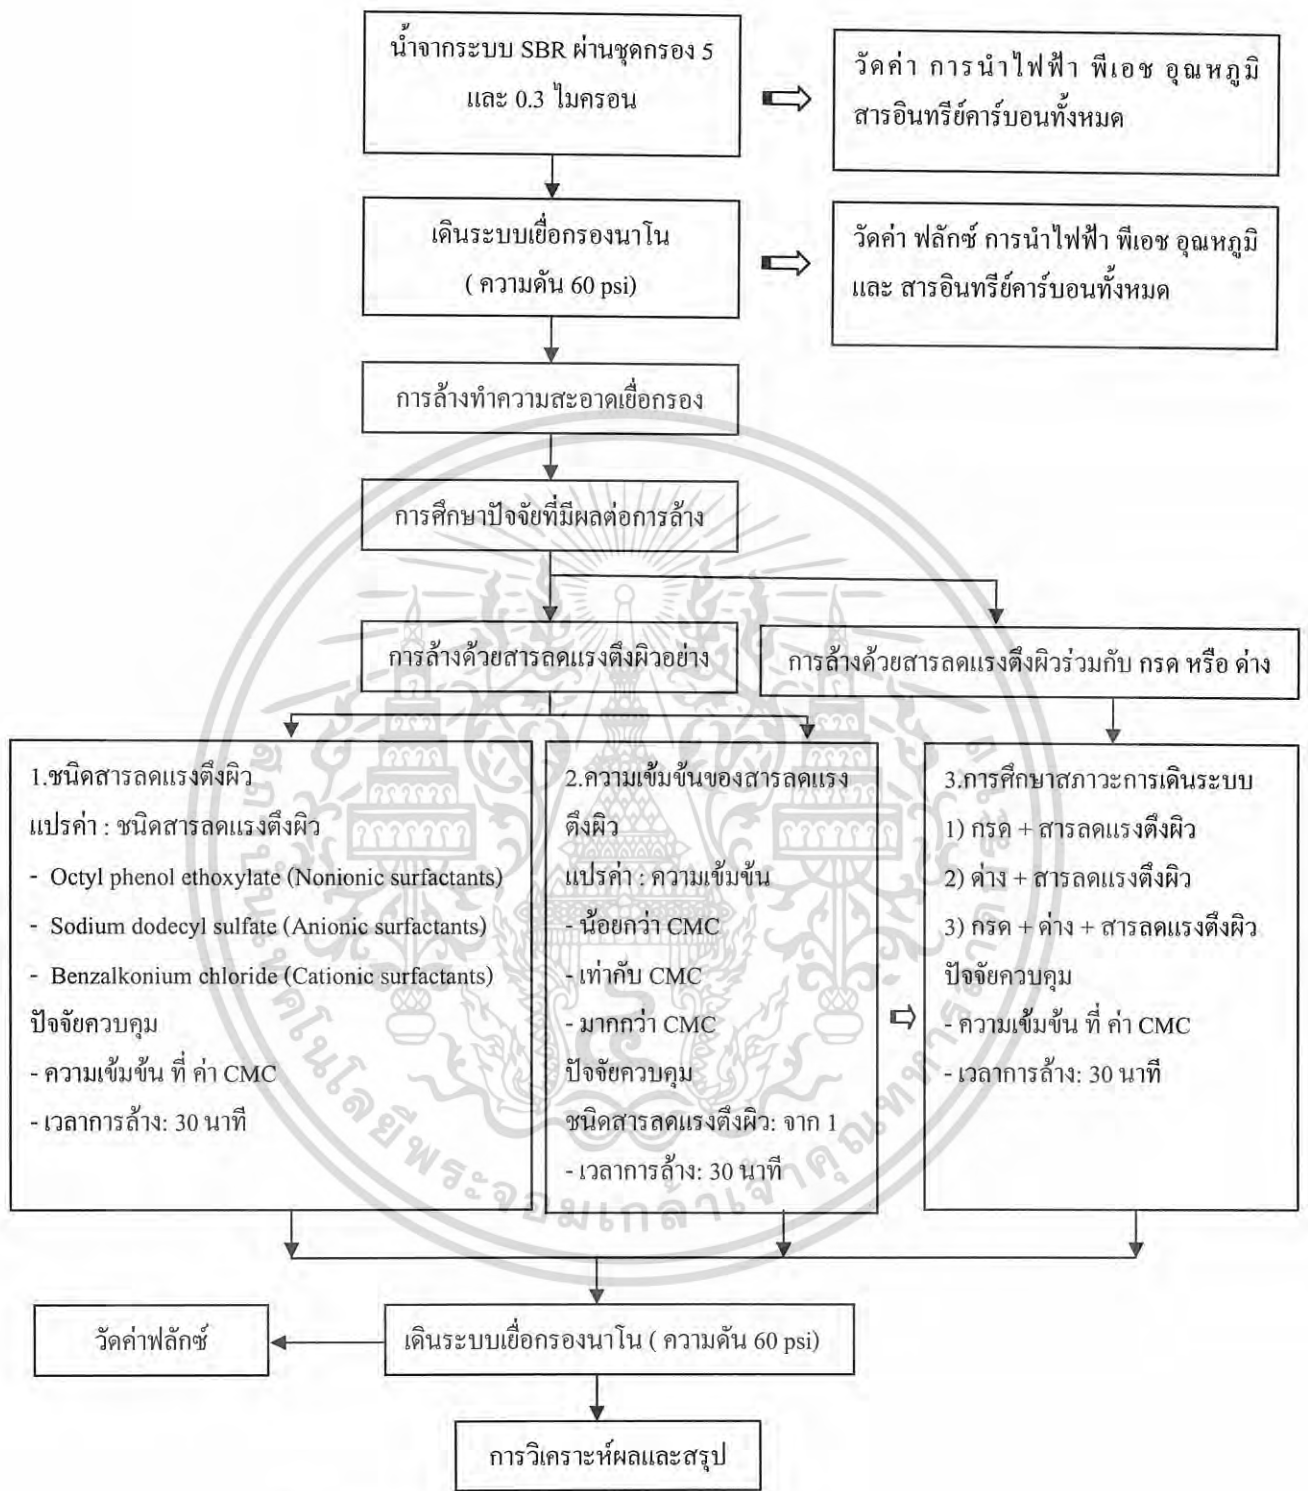 น้ำจากระบบ SBR ผ่านชุดกรอง 5
และ 0.3 ไมครอน
วัดค่า การนำไฟฟ้า พีเอช อุณหภูมิ
สารอินทรีย์คาร์บอนทั้งหมด
เดินระบบเยื่อกรองนาโน
( ความดัน 60 psi)
วัดค่า ฟลักซ์ การนำไฟฟ้า พีเอช อุณหภูมิ
และ สารอินทรีย์คาร์บอนทั้งหมด
การล้างทำความสะอาดเยื่อกรอง
การศึกษาปัจจัยที่มีผลต่อการล้าง
การล้างด้วยสารลดแรงตึงผิวอย่าง
การล้างด้วยสารลดแรงตึงผิวร่วมกับ กรด หรือ ด่าง
1.ชนิดสารลดแรงตึงผิว
แปรค่า : ชนิดสารลดแรงตึงผิว
- Octyl phenol ethoxylate (Nonionic surfactants)
- Sodium dodecyl sulfate (Anionic surfactants)
- Benzalkonium chloride (Cationic surfactants)
ปัจจัยควบคุม
- ความเข้มข้น ที่ ค่า CMC
- เวลาการล้าง: 30 นาที
2.ความเข้มข้นของสารลดแรง
ตึงผิว
แปรค่า : ความเข้มข้น
- น้อยกว่า CMC
- เท่ากับ CMC
- มากกว่า CMC
ปัจจัยควบคุม
ชนิดสารลดแรงตึงผิว: จาก 1
- เวลาการล้าง: 30 นาที
3.การศึกษาสภาวะการเดินระบบ
1) กรด + สารลดแรงตึงผิว
2) ด่าง + สารลดแรงตึงผิว
3) กรด + ด่าง + สารลดแรงตึงผิว
ปัจจัยควบคุม
- ความเข้มข้น ที่ ค่า CMC
- เวลาการล้าง: 30 นาที
วัดค่าฟลักซ์
เดินระบบเยื่อกรองนาโน ( ความดัน 60 psi)
การวิเคราะห์ผลและสรุป